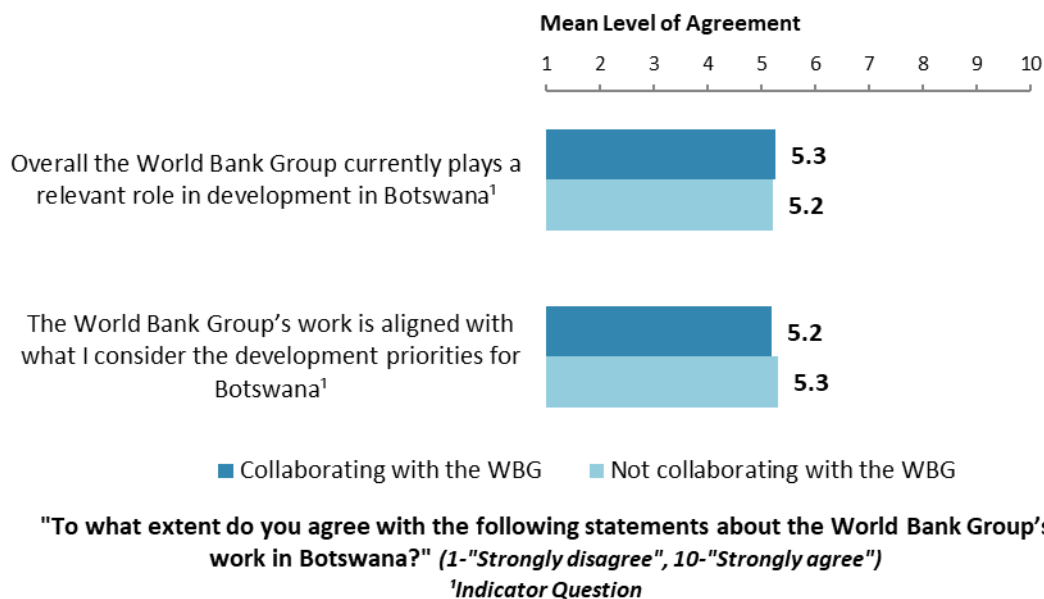 Mean Level of Agreement
1 2 3 4 5 6 7 8 9 10
Overall the World Bank Group currently plays a
relevant role in development in Botswana¹
5.3
5.2
The World Bank Group’s work is aligned with
what I consider the development priorities for
Botswana¹
5.2
5.3
Collaborating with the WBG Not collaborating with the WBG
"To what extent do you agree with the following statements about the World Bank Group’s
work in Botswana?" (1-"Strongly disagree", 10-"Strongly agree")
¹Indicator Question